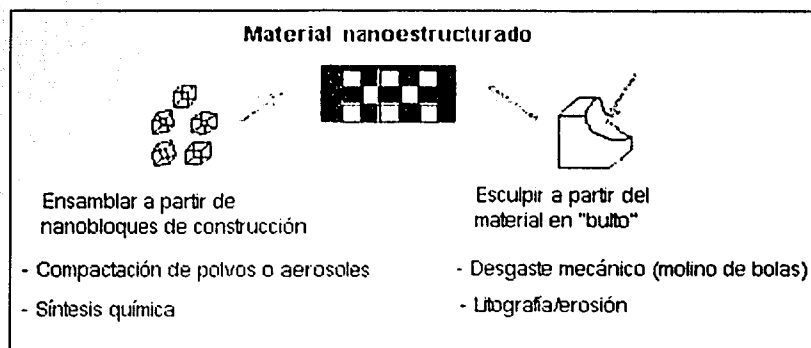 Material nanoestructurado
Ensamblar a partir de
nanobloques de construcción
- Compactación de polvos o aerosoles
- Síntesis química
Esculpir a partir del
material en "bulto"
- Desgaste mecánico (molino de bolas)
- Litografía/erosión